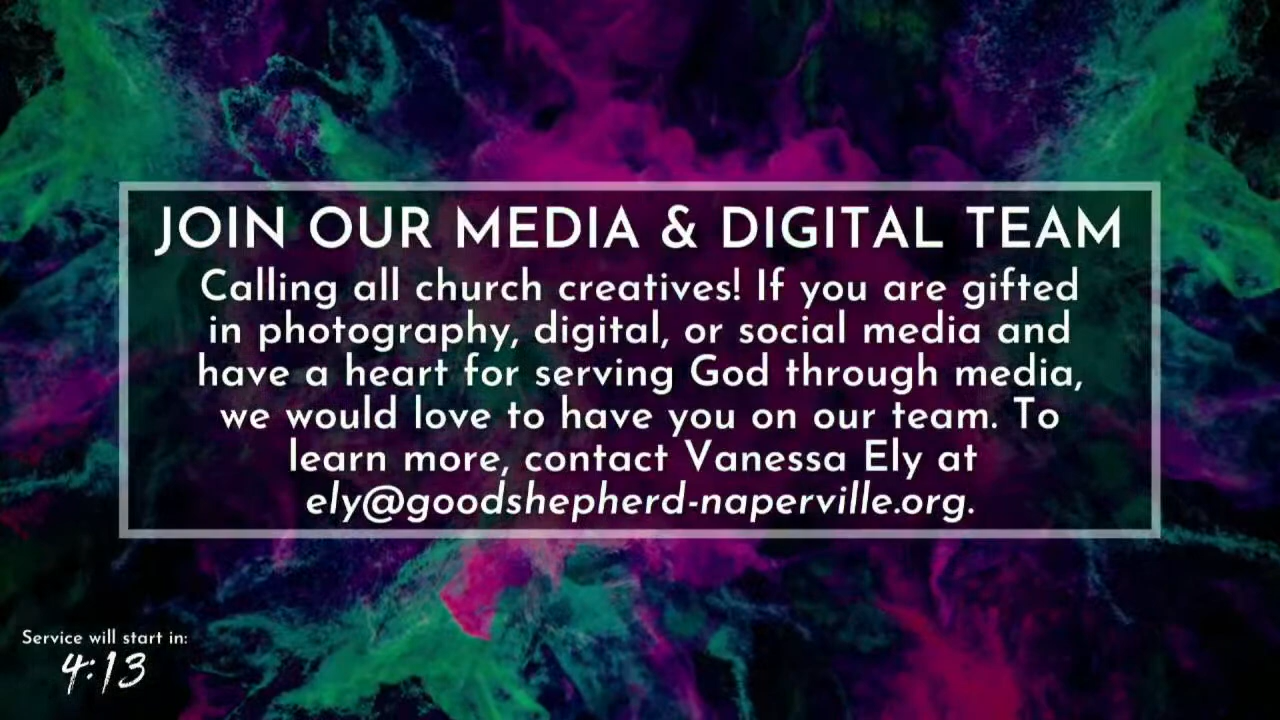 JOIN OUR MEDIA & DIGITAL TEAM
Calling all church creatives! If you are gifted
in photography, digital, or social media and
have a heart for serving God through media,
we would love to have you on our team. To
learn more, contact Vanessa Ely at
ely@goodshepherd-naperville.org.
Service will start in:
4:13